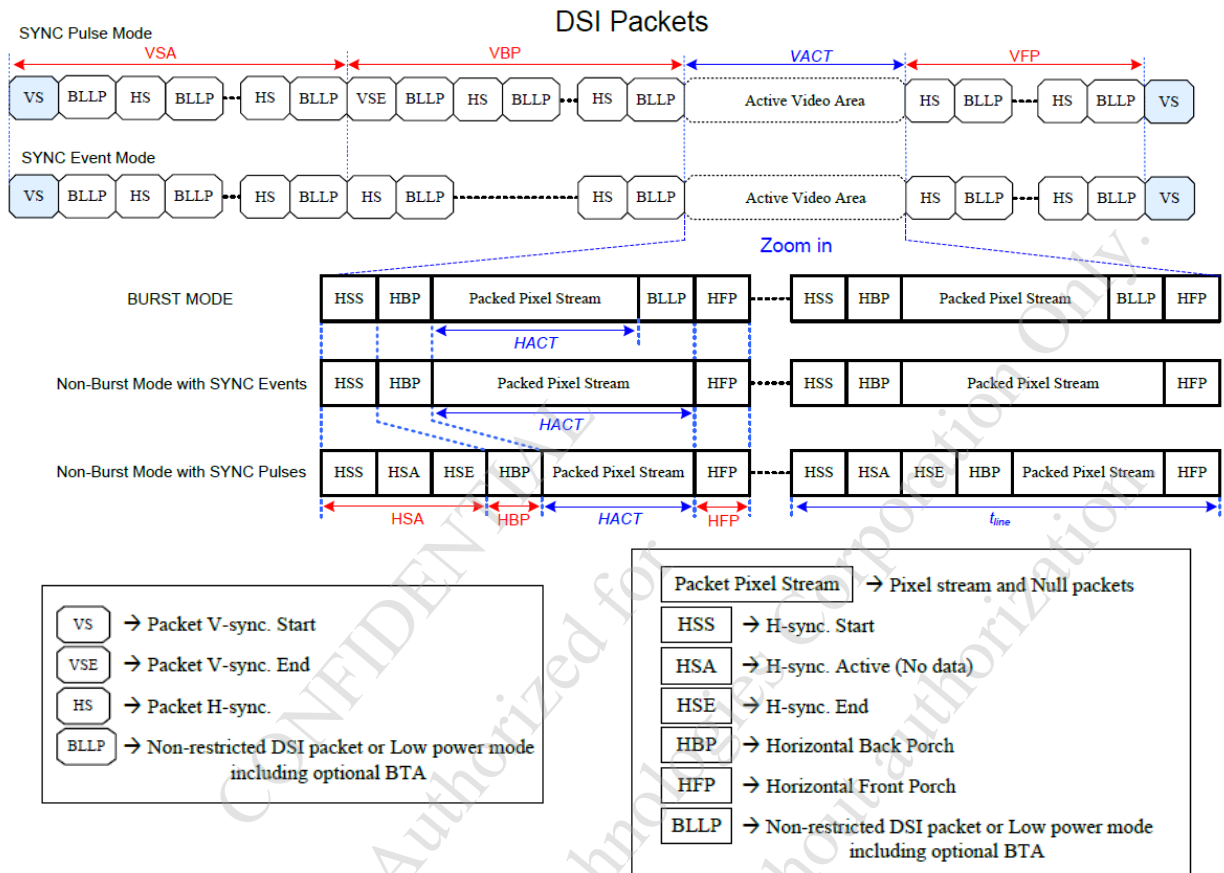 DSI Packets
SYNC Pulse Mode
VSA VBP VACT VFP
VS BLLP HS BLLP HS BLLP VSE BLLP HS BLLP HS BLLP Active Video Area HS BLLP HS BLLP VS
SYNC Event Mode
VS BLLP HS BLLP HS BLLP HS BLLP HS BLLP Active Video Area HS BLLP HS BLLP VS
Zoom in
BURST MODE HSS HBP Packed Pixel Stream BLLP HFP HSS HBP Packed Pixel Stream BLLP HFP
HACT
Non-Burst Mode with SYNC Events HSS HBP Packed Pixel Stream HFP HSS HBP Packed Pixel Stream HFP
HACT
Non-Burst Mode with SYNC Pulses HSS HSA HSE HBP Packed Pixel Stream HFP HSS HSA HSE HBP Packed Pixel Stream HFP
HSA HBP HACT HFP tline
VS → Packet V-sync. Start
VSE → Packet V-sync. End
HS → Packet H-sync.
BLLP → Non-restricted DSI packet or Low power mode
including optional BTA
Packet Pixel Stream → Pixel stream and Null packets
HSS → H-sync. Start
HSA → H-sync. Active (No data)
HSE → H-sync. End
HBP → Horizontal Back Porch
HFP → Horizontal Front Porch
BLLP → Non-restricted DSI packet or Low power mode
including optional BTA
CONFIDENTIAL
Authorized for
Corporation Only.
authorization